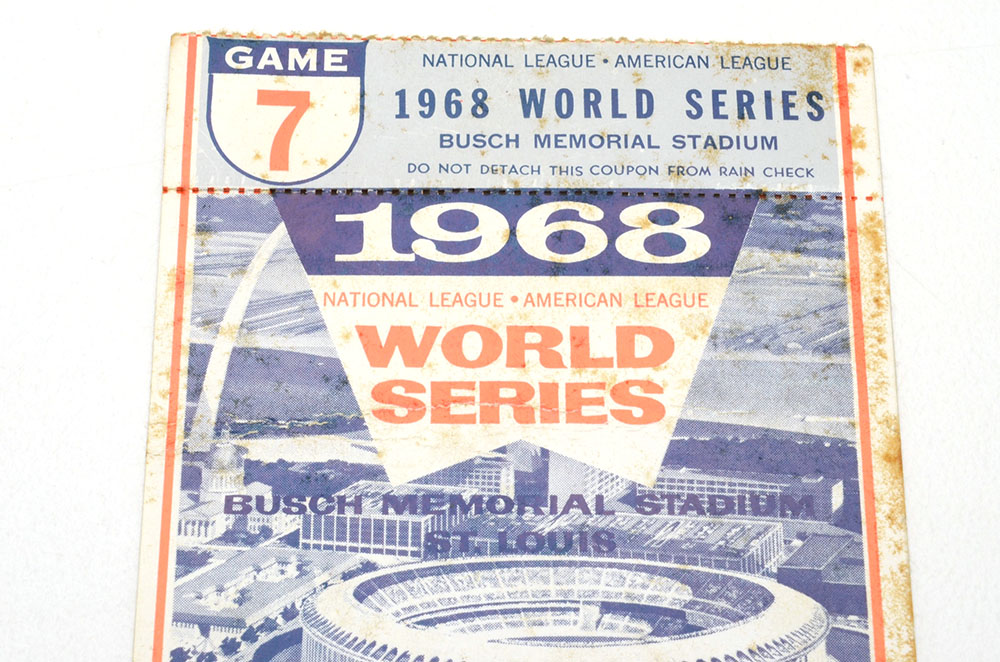 GAME
7
NATIONAL LEAGUE • AMERICAN LEAGUE
1968 WORLD SERIES
BUSCH MEMORIAL STADIUM
DO NOT DETACH THIS COUPON FROM RAIN CHECK
1968
NATIONAL LEAGUE • AMERICAN LEAGUE
WORLD
SERIES
BUSCH MEMORIAL STADIUM
ST. LOUIS